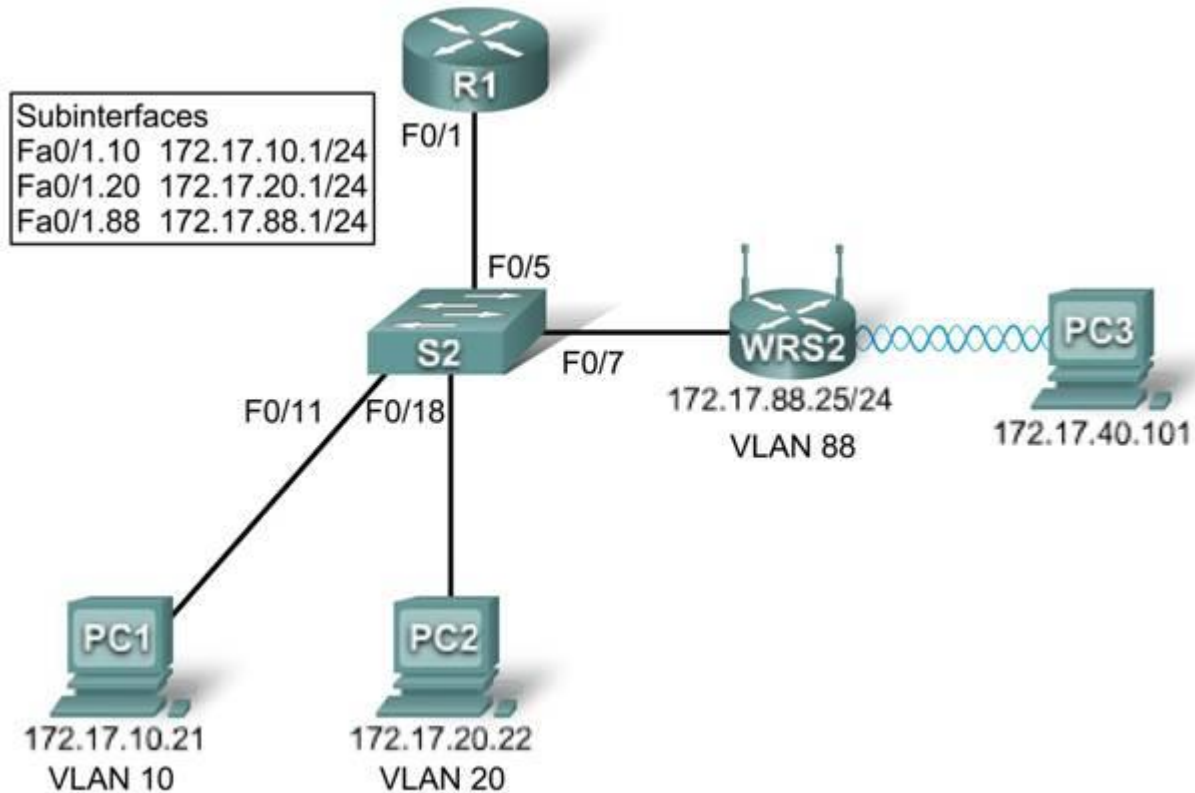 R1
Subinterfaces
Fa0/1.10 172.17.10.1/24
Fa0/1.20 172.17.20.1/24
Fa0/1.88 172.17.88.1/24
F0/1
F0/5
S2
F0/7
WRS2
PC3
172.17.88.25/24
VLAN 88
172.17.40.101
F0/11
F0/18
PC1
PC2
172.17.10.21
VLAN 10
172.17.20.22
VLAN 20